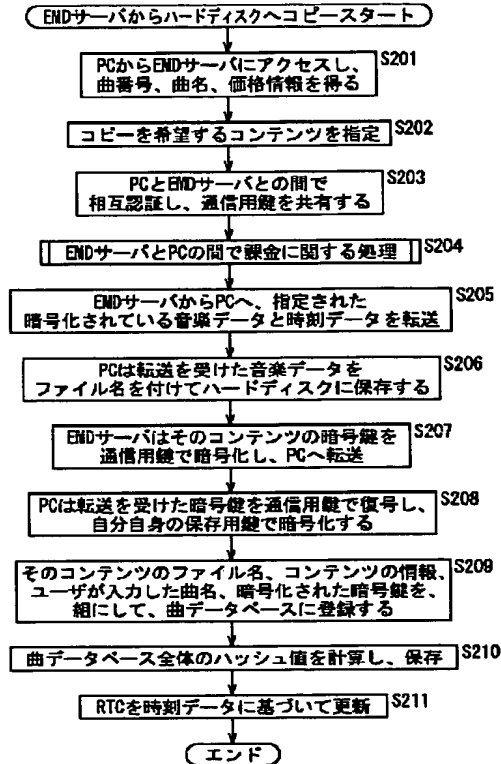 EMDサーバからハードディスクへコピースタート
PCからEMDサーバにアクセスし、
曲番号、曲名、価格情報を得る
S201
コピーを希望するコンテンツを指定
S202
PCとEMDサーバとの間で
相互認証し、通信用鍵を共有する
S203
EMDサーバとPCの間で課金に関する処理
S204
EMDサーバからPCへ、指定された
暗号化されている音楽データと時刻データを転送
S205
PCは転送を受けた音楽データを
ファイル名を付けてハードディスクに保存する
S206
EMDサーバはそのコンテンツの暗号鍵を
通信用鍵で暗号化し、PCへ転送
S207
PCは転送を受けた暗号鍵を通信用鍵で復号し、
自分自身の保存用鍵で暗号化する
S208
そのコンテンツのファイル名、コンテンツの情報、
ユーザが入力した曲名、暗号化された暗号鍵を、
組にして、曲データベースに登録する
S209
曲データベース全体のハッシュ値を計算し、保存
S210
RTCを時刻データに基づいて更新
S211
エンド